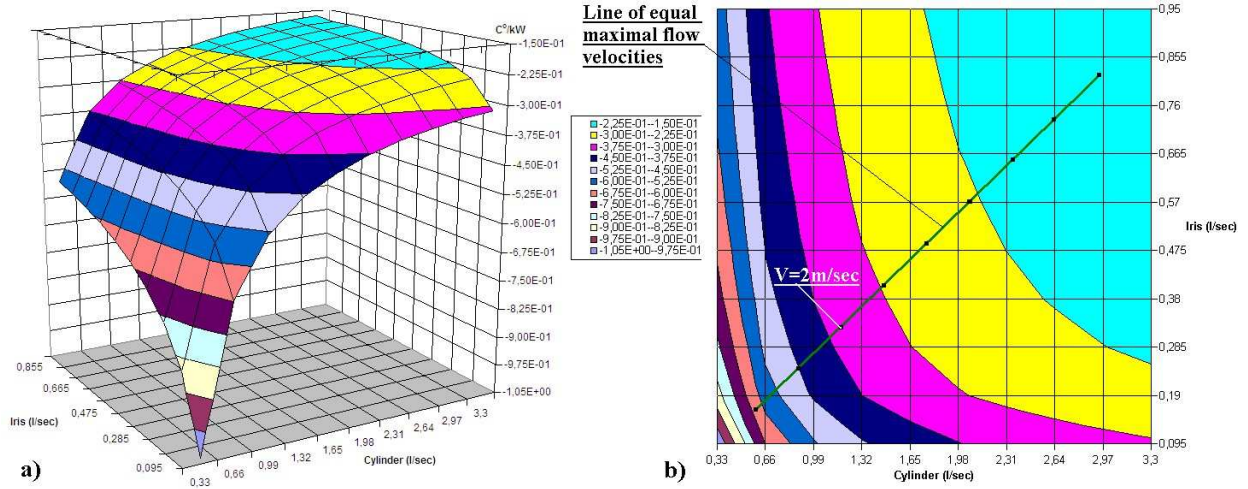 C°/kW
-1,50E-01
-2,25E-01
-3,00E-01
-3,75E-01
-4,50E-01
-5,25E-01
-6,00E-01
-6,75E-01
-7,50E-01
-8,25E-01
-9,00E-01
-9,75E-01
-1,05E+00
0,855
0,665
0,475
0,285
0,095
Iris (l/sec)
0,33
0,66
0,99
1,32
1,65
1,98
2,31
2,64
2,97
3,3
Cylinder (l/sec)
a)
Line of equal
maximal flow
velocities
-2,25E-01--1,50E-01
-3,00E-01--2,25E-01
-3,75E-01--3,00E-01
-4,50E-01--3,75E-01
-5,25E-01--4,50E-01
-6,00E-01--5,25E-01
-6,75E-01--6,00E-01
-7,50E-01--6,75E-01
-8,25E-01--7,50E-01
-9,00E-01--8,25E-01
-9,75E-01--9,00E-01
-1,05E+00--9,75E-01
V=2m/sec
0,95
0,855
0,76
0,665
0,57
Iris (l/sec)
0,475
0,38
0,285
0,19
0,095
0,33 0,66 0,99 1,32 1,65 1,98 2,31 2,64 2,97 3,3
Cylinder (l/sec)
b)